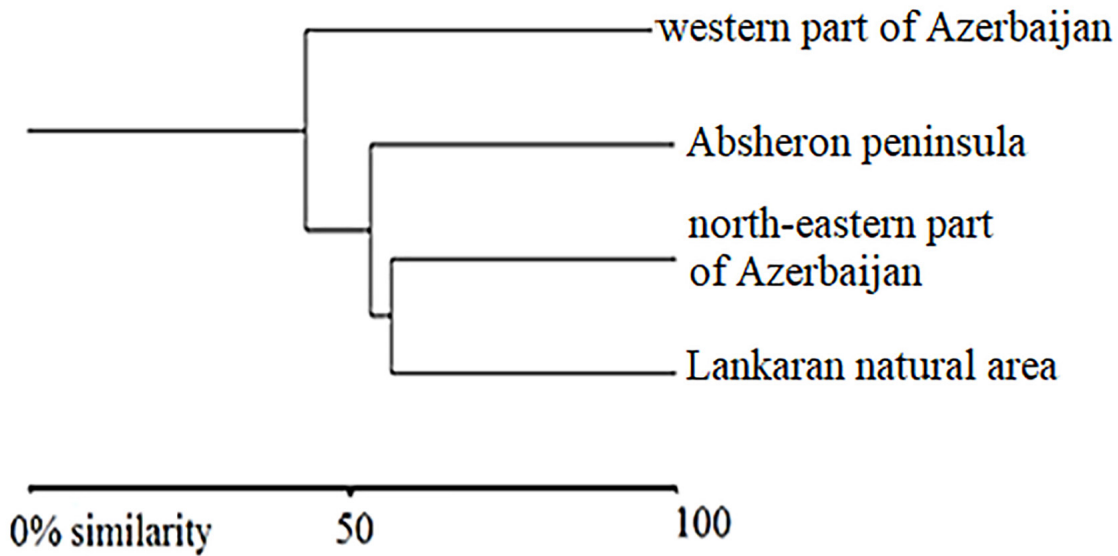 western part of Azerbaijan
Absheron peninsula
north-eastern part
of Azerbaijan
Lankaran natural area
0% similarity 50 100